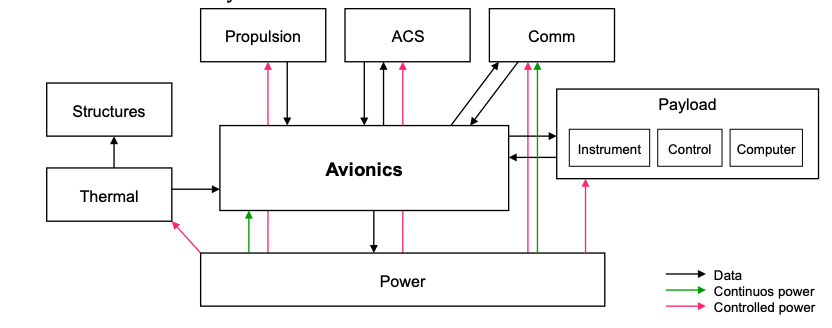 Propulsion
ACS
Comm
Structures
Payload
Instrument
Control
Computer
Avionics
Thermal
Power
Data
Continuos power
Controlled power